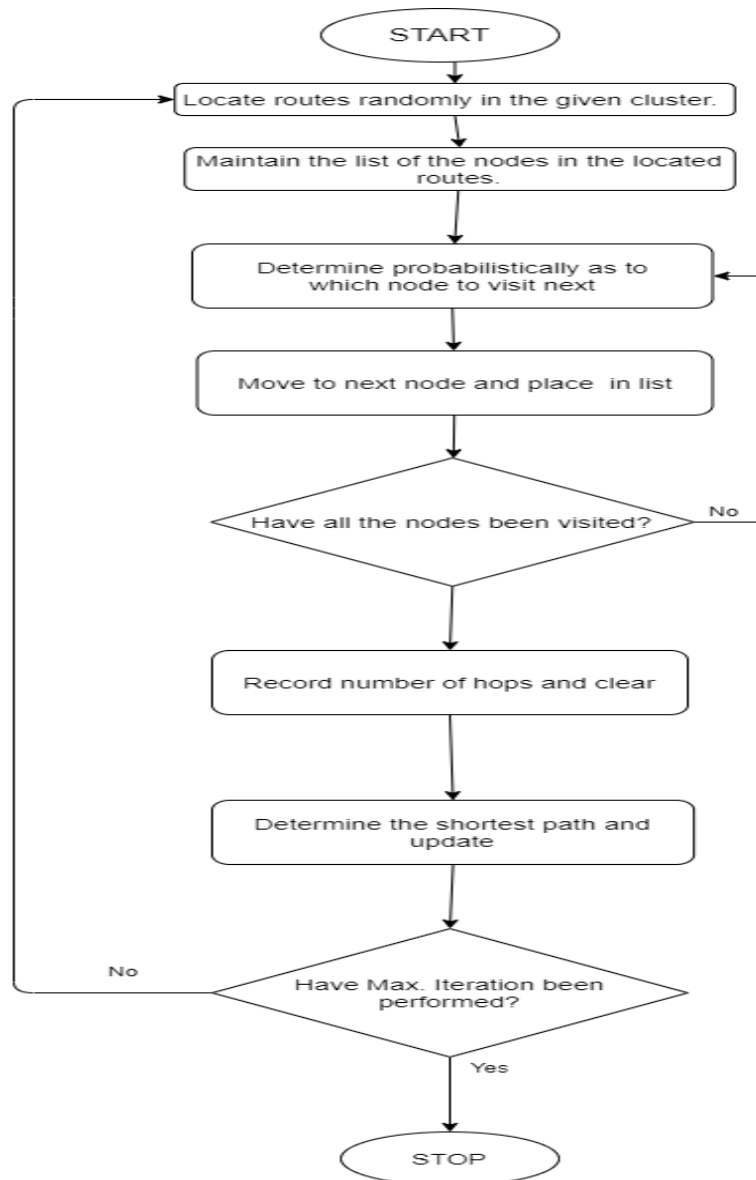 START
Locate routes randomly in the given cluster.
Maintain the list of the nodes in the located
routes.
Determine probabilistically as to
which node to visit next
Move to next node and place in list
Have all the nodes been visited?
No
Record number of hops and clear
Determine the shortest path and
update
No
Have Max. Iteration been
performed?
Yes
STOP